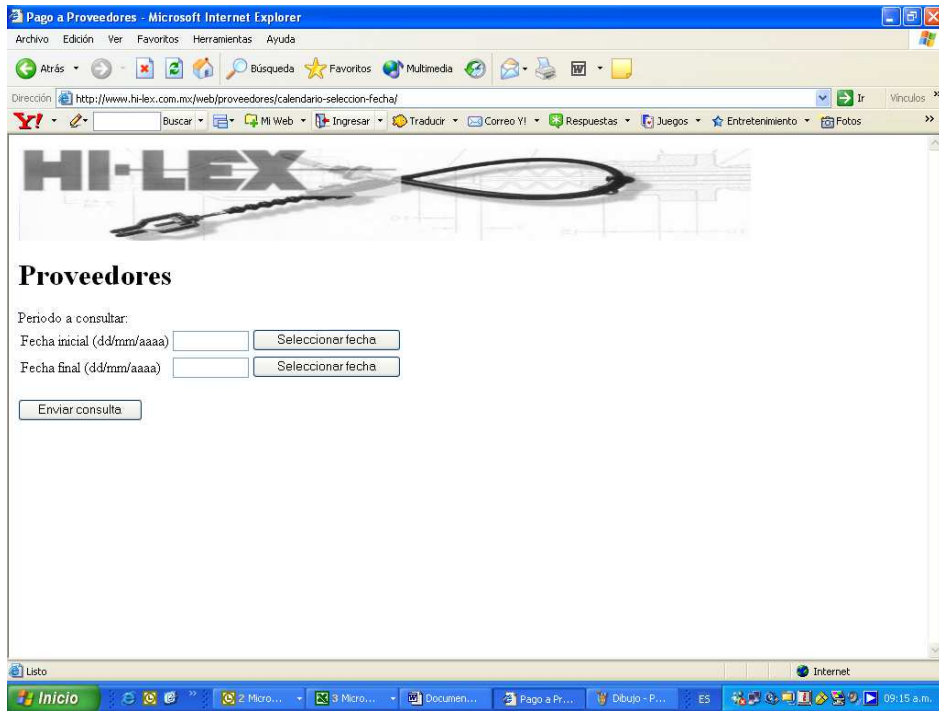 Pago a Proveedores - Microsoft Internet Explorer
Archivo Edición Ver Favoritos Herramientas Ayuda
Atrás Búsqueda Favoritos Multimedia
Dirección http://www.hi-lex.com.mx/web/proveedores/calendario-seleccion-fecha/ Ir Vínculos »
Y! Buscar Mi Web Ingresar Traducir Correo Y! Respuestas Juegos Entretenimiento Fotos »
HI-LEX
Proveedores
Periodo a consultar:
Fecha inicial (dd/mm/aaaa) Seleccionar fecha
Fecha final (dd/mm/aaaa) Seleccionar fecha
Enviar consulta
Listo Internet
Inicio » 2 Micro... 3 Micro... Documen... Pago a Pr... Dibujo - P... ES 09:15 a.m.